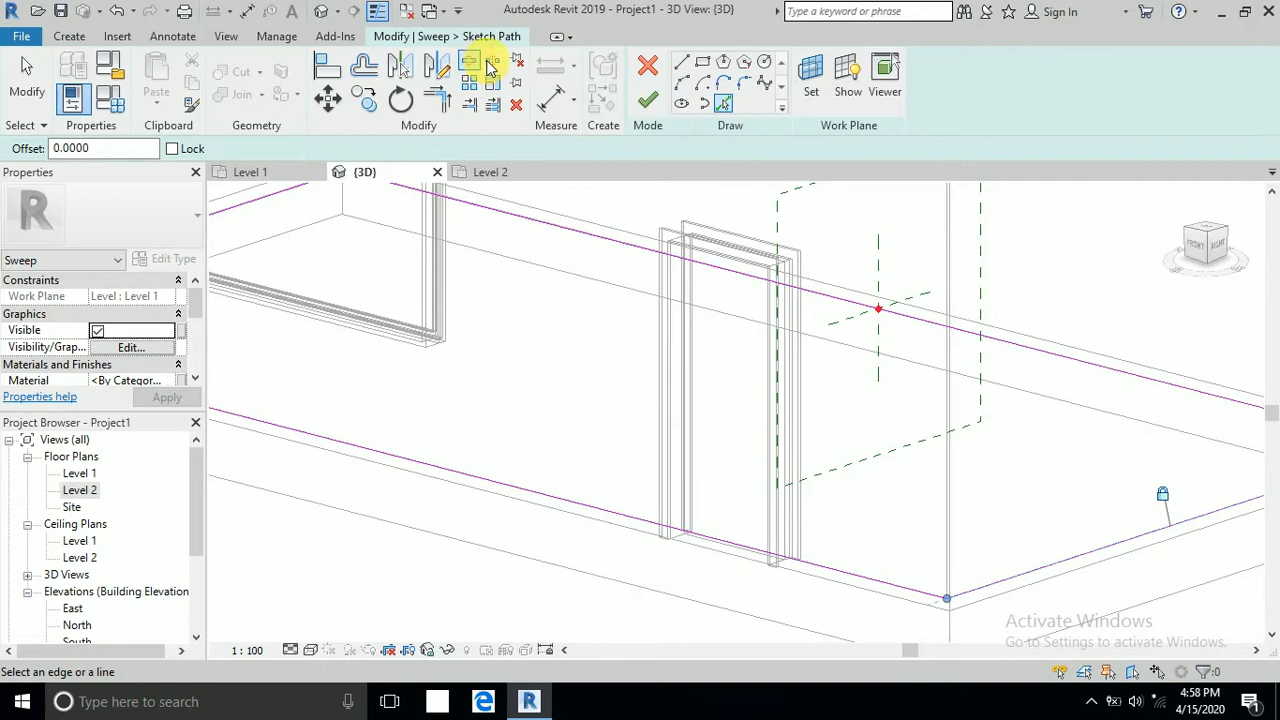 Autodesk Revit 2019 - Project1 - 3D View: {3D}
Type a keyword or phrase
Sign In
File
Create
Insert
Annotate
View
Manage
Add-Ins
Modify | Sweep > Sketch Path
Modify
Paste
Cut
Join
Set
Show
Viewer
Select
Properties
Clipboard
Geometry
Modify
Measure
Create
Mode
Draw
Work Plane
Offset: 0.0000
Lock
Properties
Level 1
{3D}
Level 2
R
Sweep
Edit Type
Constraints
Work Plane Level : Level 1
Graphics
Visible
Visibility/Grap... Edit...
Materials and Finishes
Material <By Categor...
Properties help
Apply
Project Browser - Project1
Views (all)
Floor Plans
Level 1
Level 2
Site
Ceiling Plans
Level 1
Level 2
3D Views
Elevations (Building Elevation
East
North
South
FRONT
RIGHT
Activate Windows
Go to Settings to activate Windows.
1 : 100
Select an edge or a line
:0
Type here to search
R
4:58 PM
4/15/2020
1